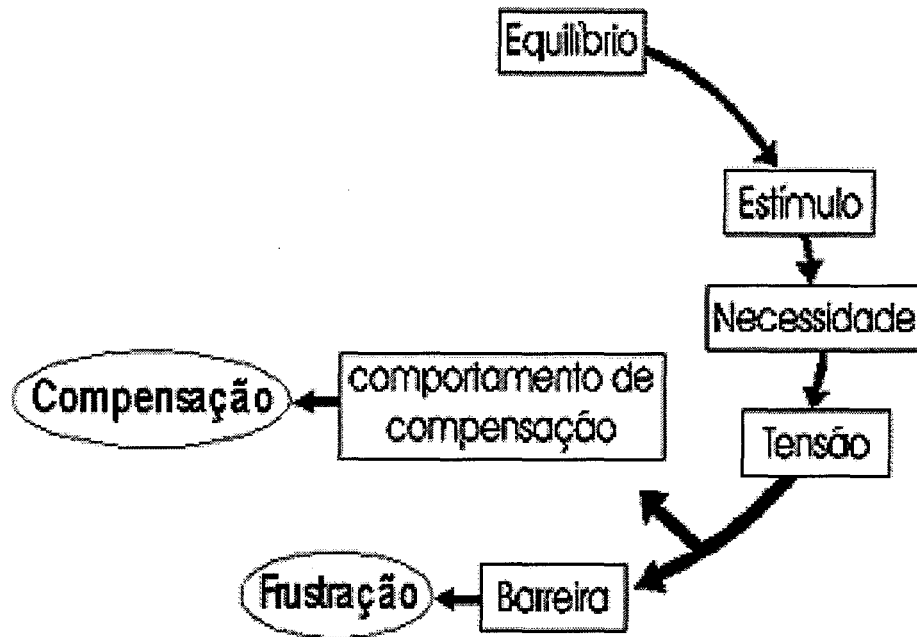 Equilíbrio
Estímulo
Necessidade
Tensão
comportamento de
compensação
Compensação
Barreira
Frustração